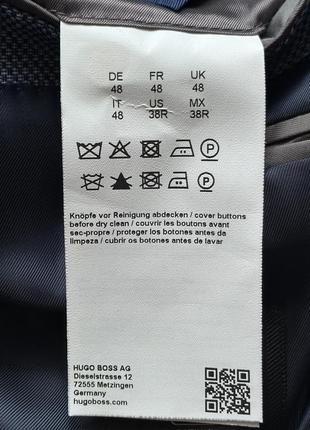 DE FR UK
48 48 48
IT US MX
48 38R 38R
P
P
Knöpfe vor Reinigung abdecken / cover buttons
before dry clean / couvrir les boutons avant
sec-propre / proteger los botones antes da
limpeza / cubrir os botones antes de lavar
HUGO BOSS AG
Dieselstrasse 12
72555 Metzingen
Germany
hugoboss.com